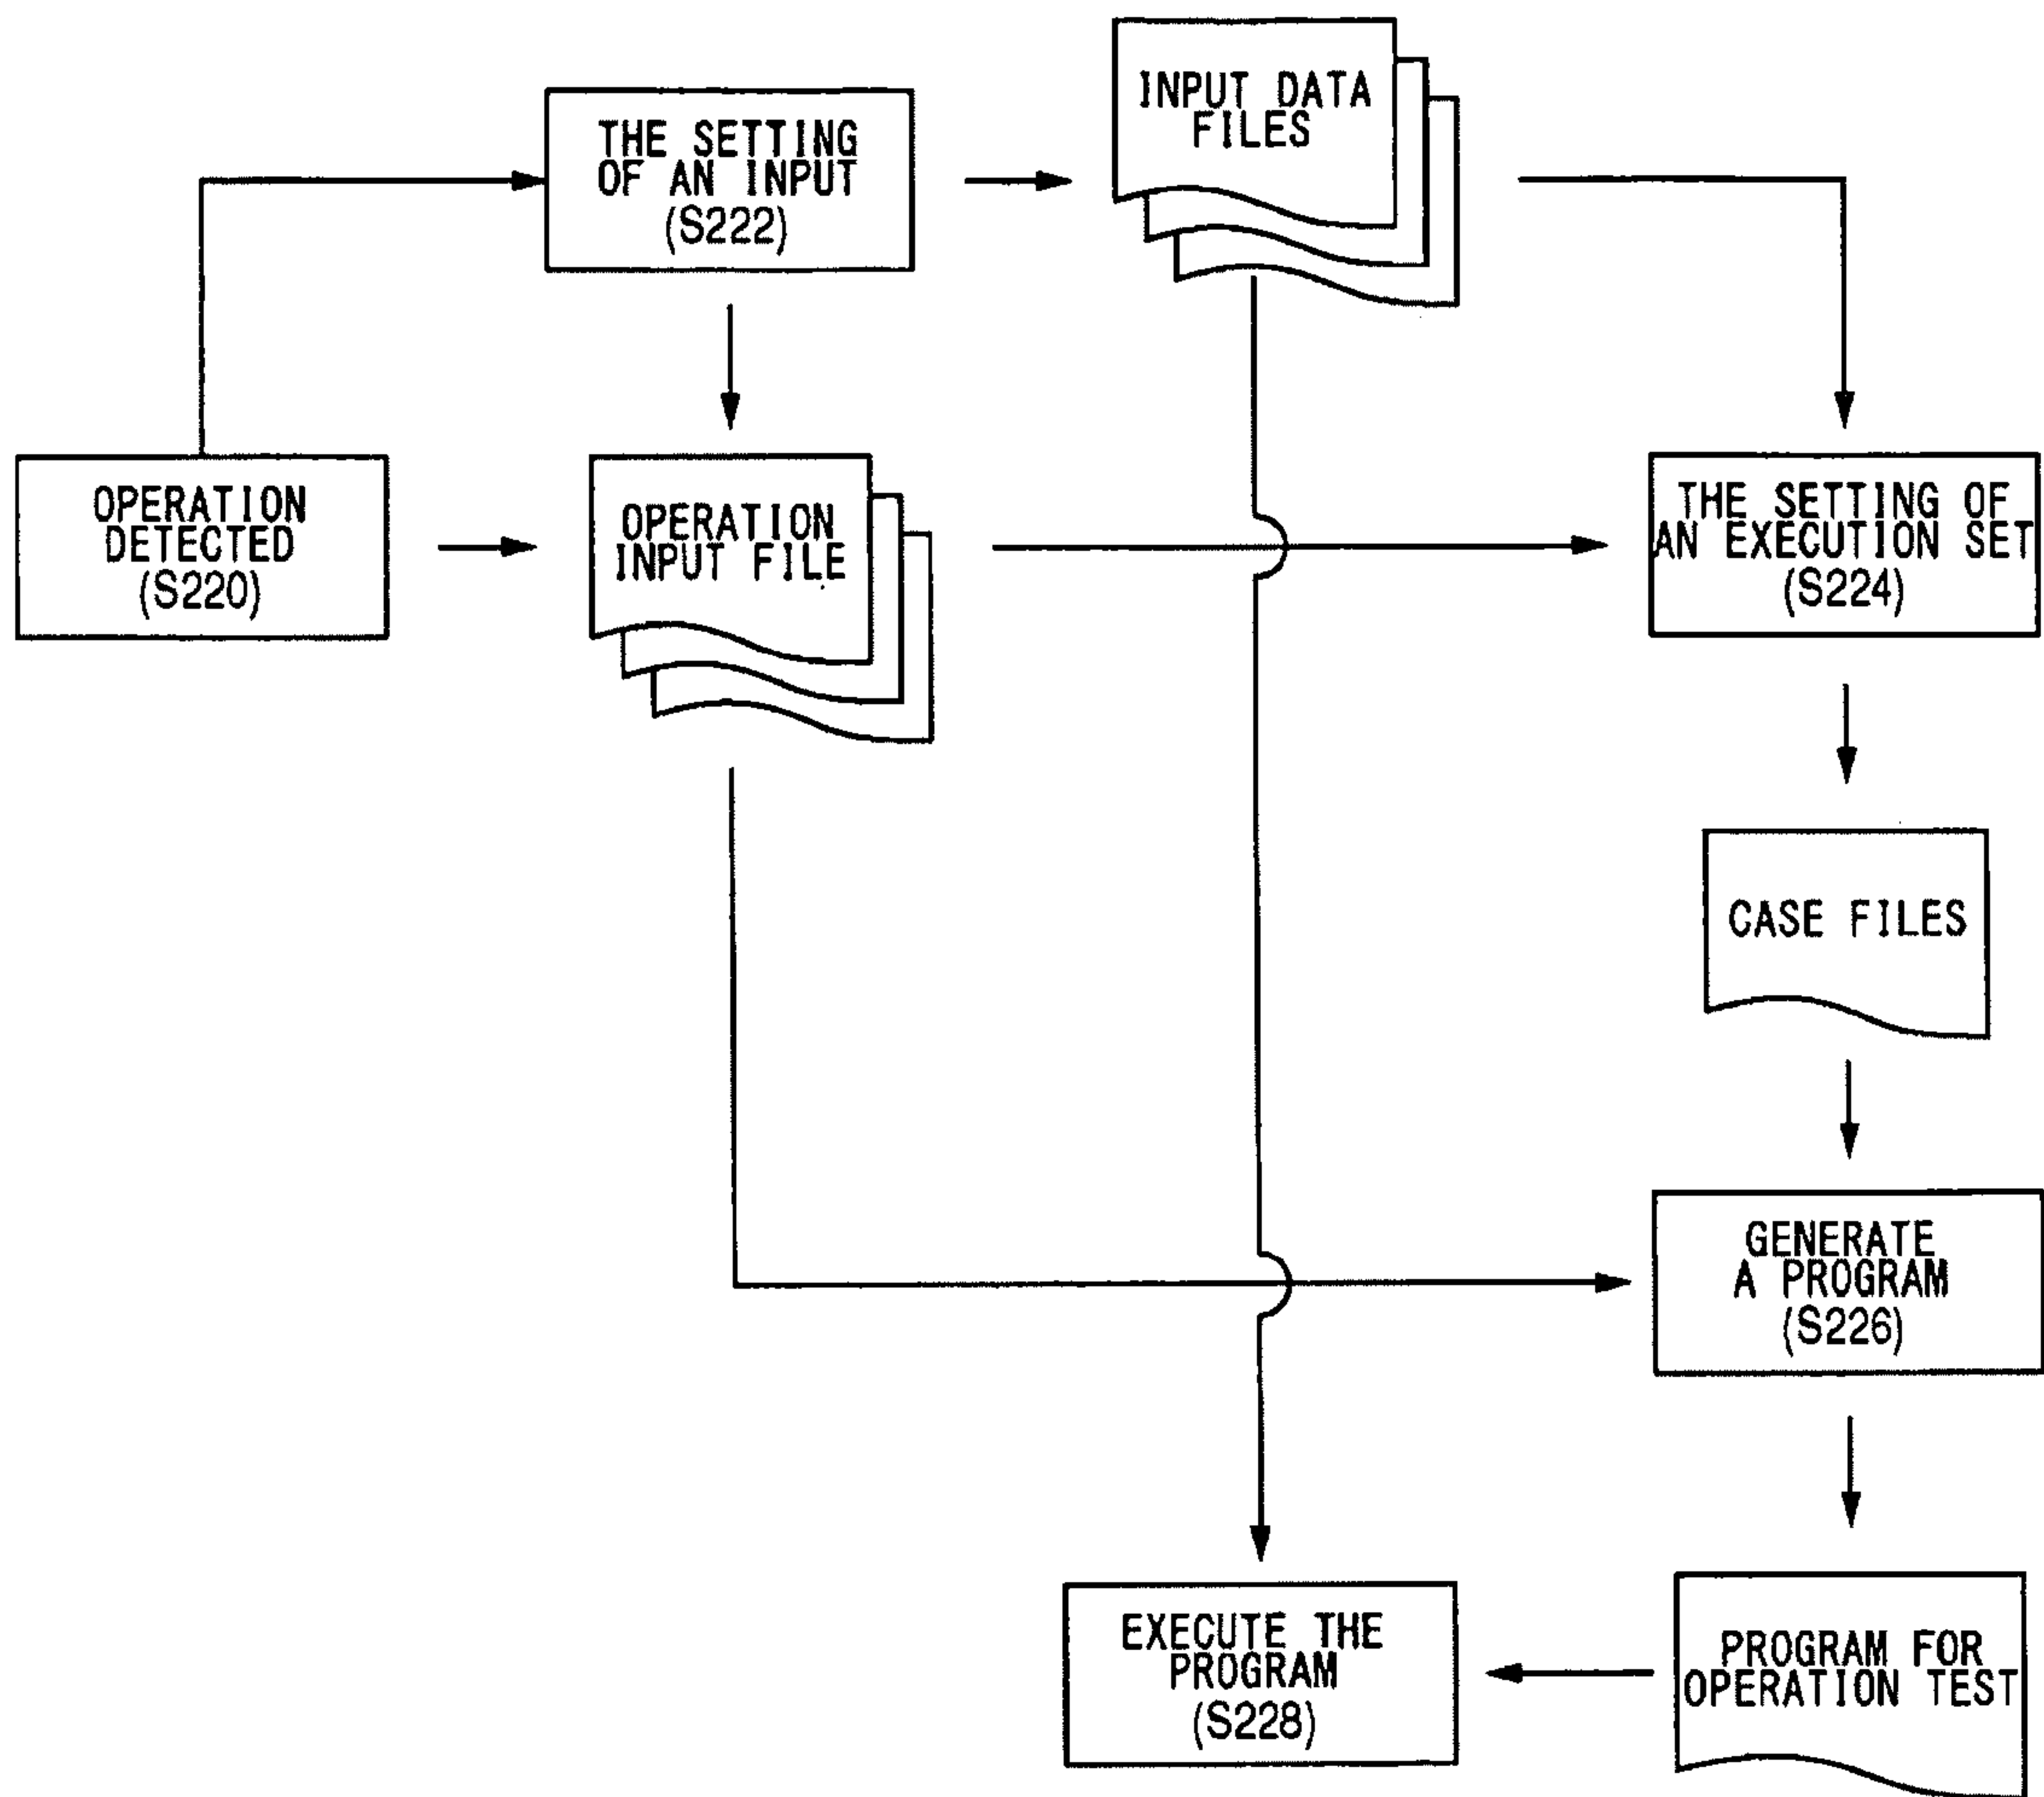 INPUT DATA
FILES
THE SETTING
OF AN INPUT
(S222)
OPERATION
DETECTED
(S220)
OPERATION
INPUT FILE
THE SETTING OF
AN EXECUTION SET
(S224)
CASE FILES
GENERATE
A PROGRAM
(S226)
EXECUTE THE
PROGRAM
(S228)
PROGRAM FOR
OPERATION TEST